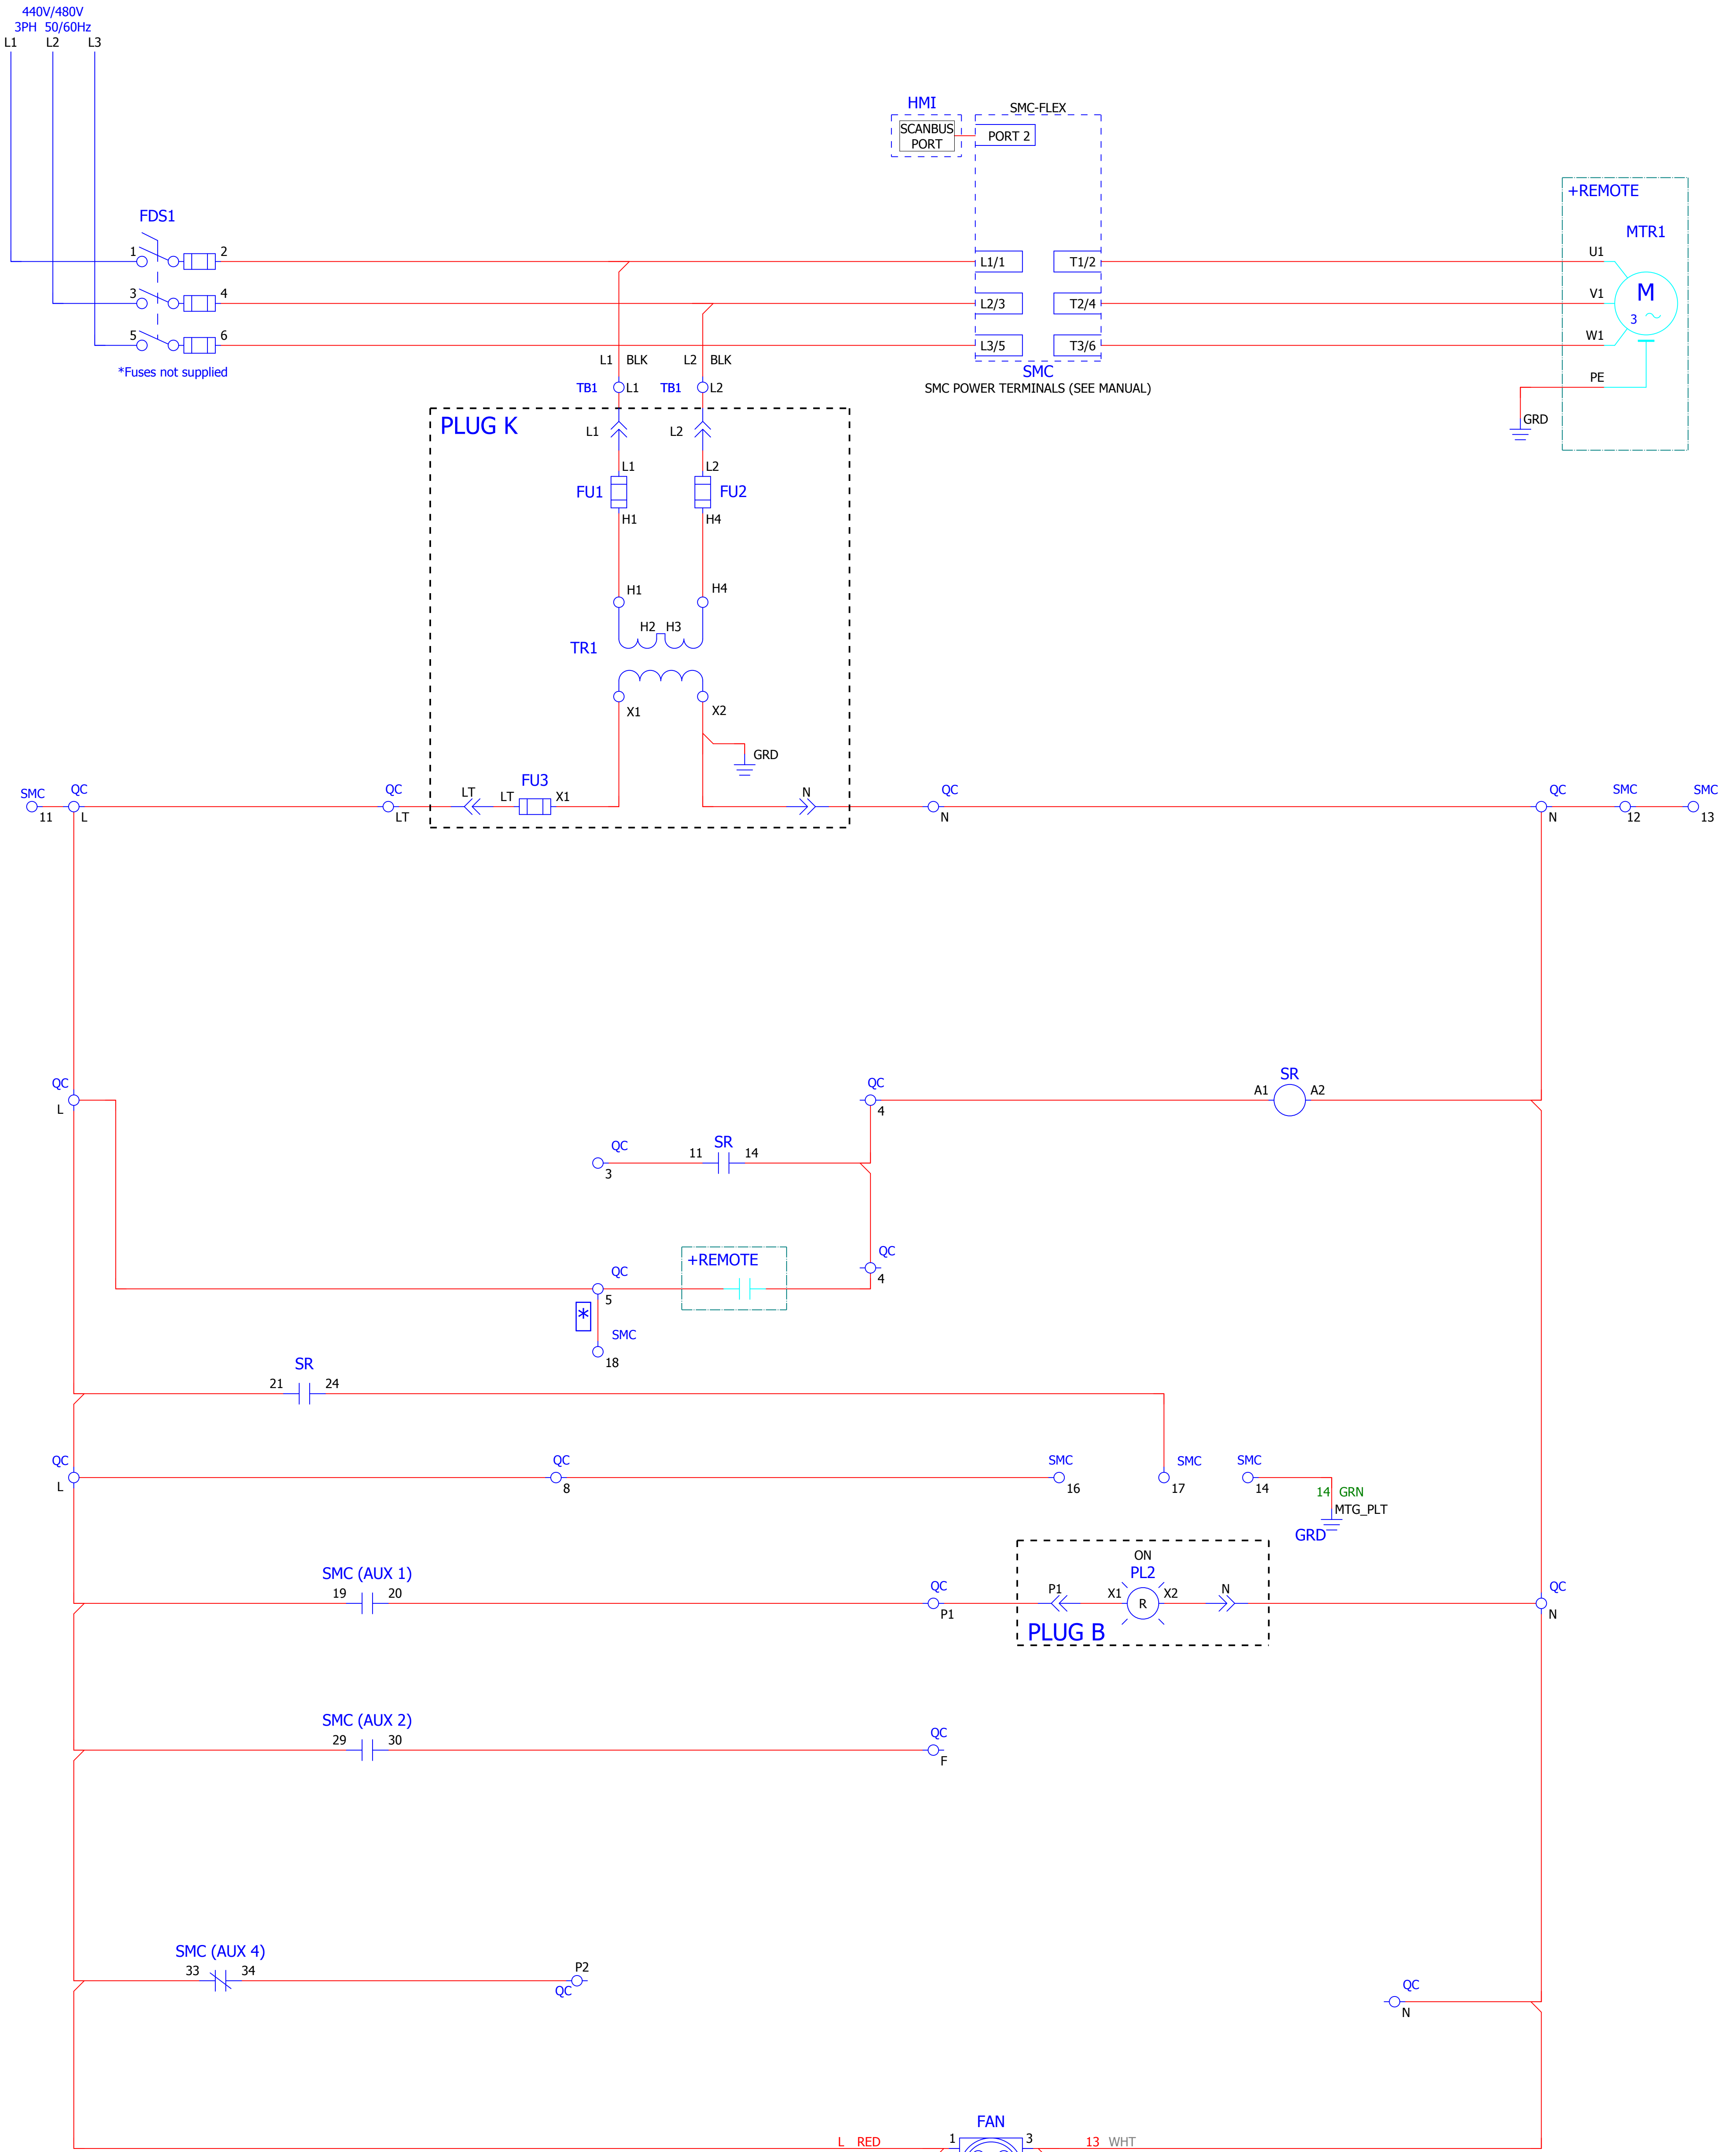 440V/480V
3PH 50/60Hz
L1 L2 L3
HMI
SCANBUS
PORT
SMC-FLEX
PORT 2
+REMOTE
MTR1
FDS1
1 2
3 4
5 6
*Fuses not supplied
L1/1 T1/2
L2/3 T2/4
L3/5 T3/6
SMC
SMC POWER TERMINALS (SEE MANUAL)
U1
V1
W1
PE
M
3
GRD
L1 BLK L2 BLK
TB1 L1 TB1 L2
PLUG K
L1 L2
L1 L2
FU1 FU2
H1 H4
H1 H4
H2 H3
TR1
X1 X2
GRD
FU3
SMC QC QC LT LT X1 N QC QC SMC SMC
11 L LT N N 12 13
QC QC SR
L 4 A1 A2
QC SR
3 11 14
+REMOTE
QC QC
5 4
*
SMC
18
SR
21 24
QC QC SMC SMC SMC
L 8 16 17 14
14 GRN
MTG_PLT
GRD
SMC (AUX 1)
19 20
QC
P1
ON
PL2
P1 X1 R X2 N
PLUG B
QC
N
SMC (AUX 2)
29 30
QC
F
SMC (AUX 4)
33 34
P2
QC
QC
N
FAN
L RED 1 3 13 WHT